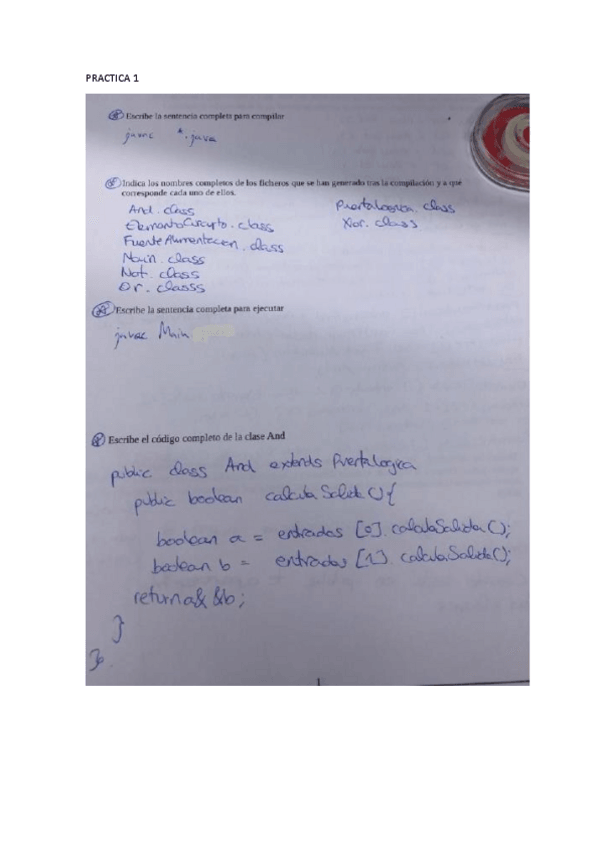 PRACTICA 1
Escribe la sentencia completa para compilar
javac *.java
Indica los nombres completos de los ficheros que se han generado tras la compilación y a qué
corresponde cada uno de ellos.
And.class
ElementoCircuito.class
FuenteAlimentacion.class
Main.class
Not.class
Or.classs
PuertaLogica.class
Xor.class
Escribe la sentencia completa para ejecutar
Main
Escribe el código completo de la clase And
public class And extends PuertaLogica
public boolean calculaSalida(){
boolean a = entradas [0].calculaSalida();
boolean b = entradas [1].calculaSalida();
return a&&b;
}
}
1